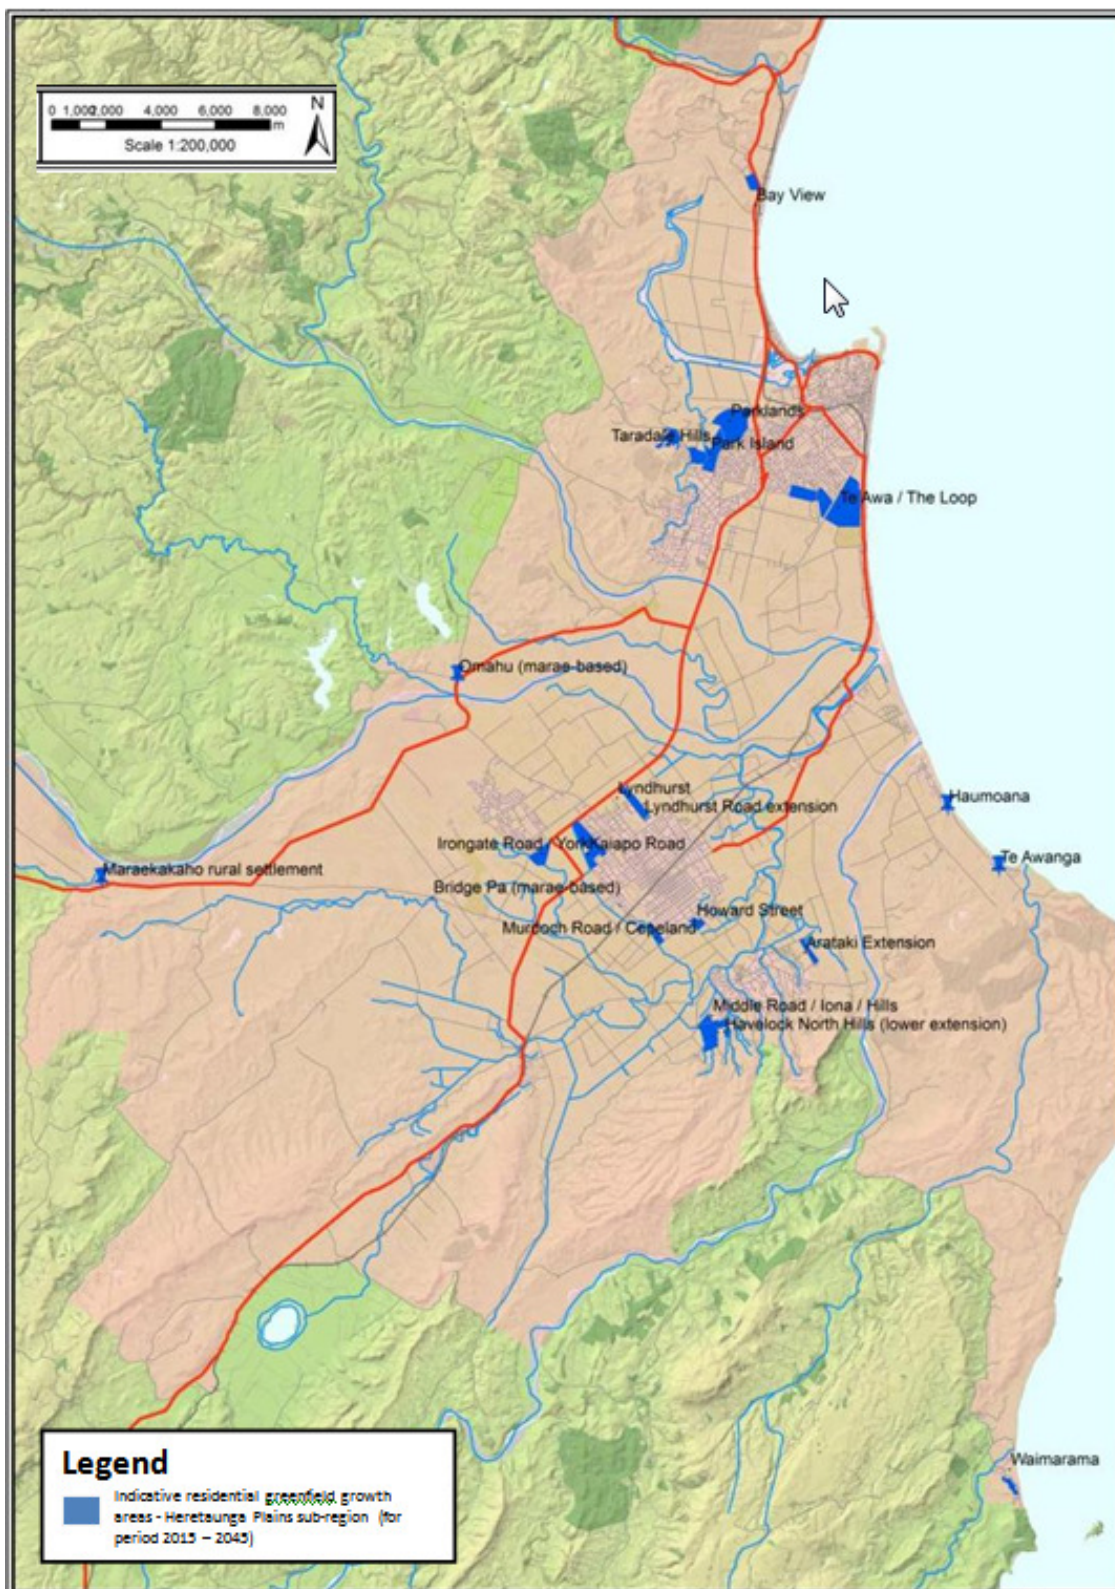 0 1,000 2,000 4,000 6,000 8,000
m
N
Scale 1:200,000
Bay View
Parklands
Taradale Hills
Park Island
Te Awa / The Loop
Omahu (marae-based)
Lyndhurst
Haumoana
Lyndhurst Road extension
Irongate Road / York
Kaiapo Road
Te Awanga
Maraekakaho rural settlement
Bridge Pa (marae-based)
Howard Street
Murdoch Road / Copeland
Arataki Extension
Middle Road / Iona / Hills
Havelock North Hills (lower extension)
Waimarama
Legend
Indicative residential greenfield growth
areas - Heretaunga Plains sub-region (for
period 2015 – 2045)